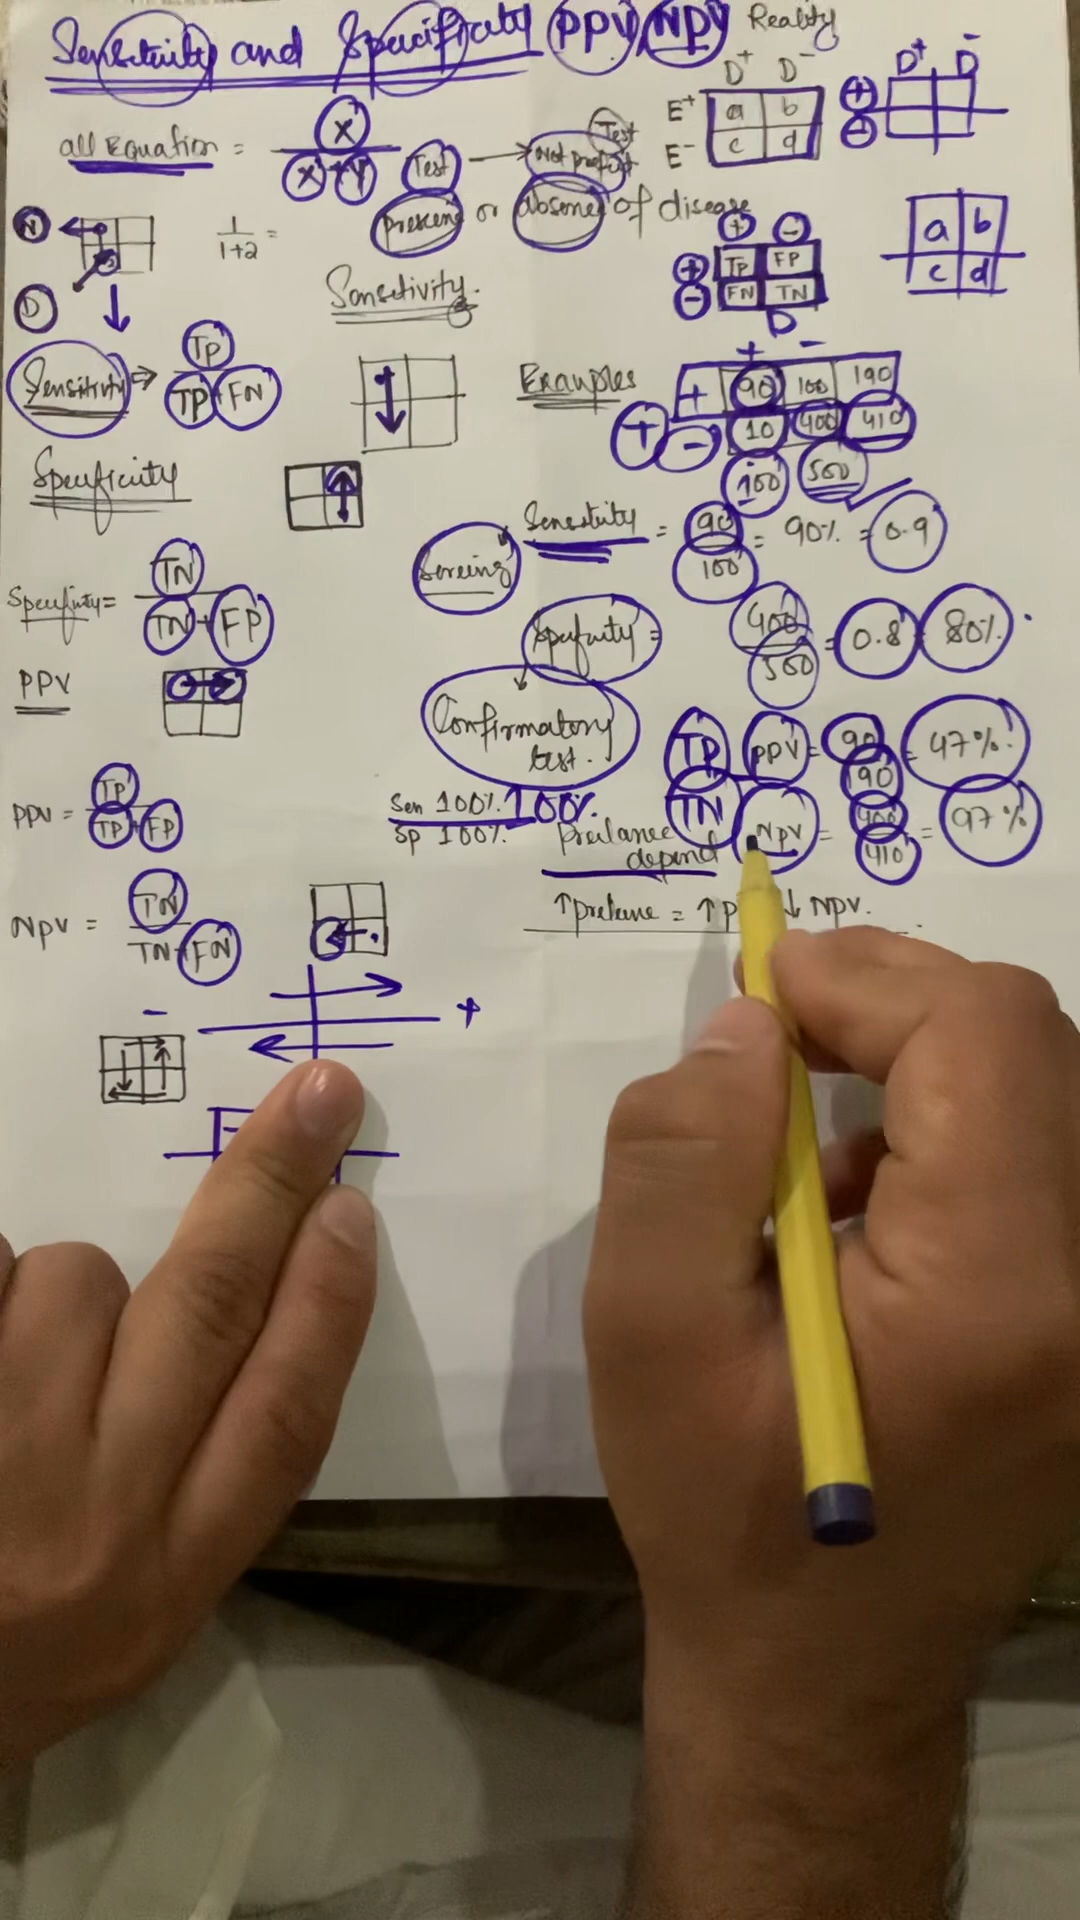 Sensitivity and Specificity PPV, NPV Reality
D+ D-
E+ a b
E- c d
D+ D-
+
-
all Equation = X / X + Y
Test → Not perfect Test
presence or absence of disease
N
D
1 / 1+2 =
+ -
+ TP FP
- FN TN
D
a b
c d
Sensitivity.
Sensitivity → TP / TP + FN
Examples
+ -
+ 90 100 190
+ - 10 400 410
100 500
Specificity
Sensitivity = 90 / 100 = 90% = 0.9
Screeing
Specificity = TN / TN + FP
Specificity = 400 / 500 = 0.8 = 80%.
Confirmatory
test.
PPV
TP PPV = 90 / 190 = 47%.
TN NPV = 400 / 410 = 97%
Sen 100%. 100%.
Sp 100%.
Prevalance
depend
PPV = TP / TP + FP
NPV = TN / TN + FN
↑ = ↑ P ↓ NPV.
- +